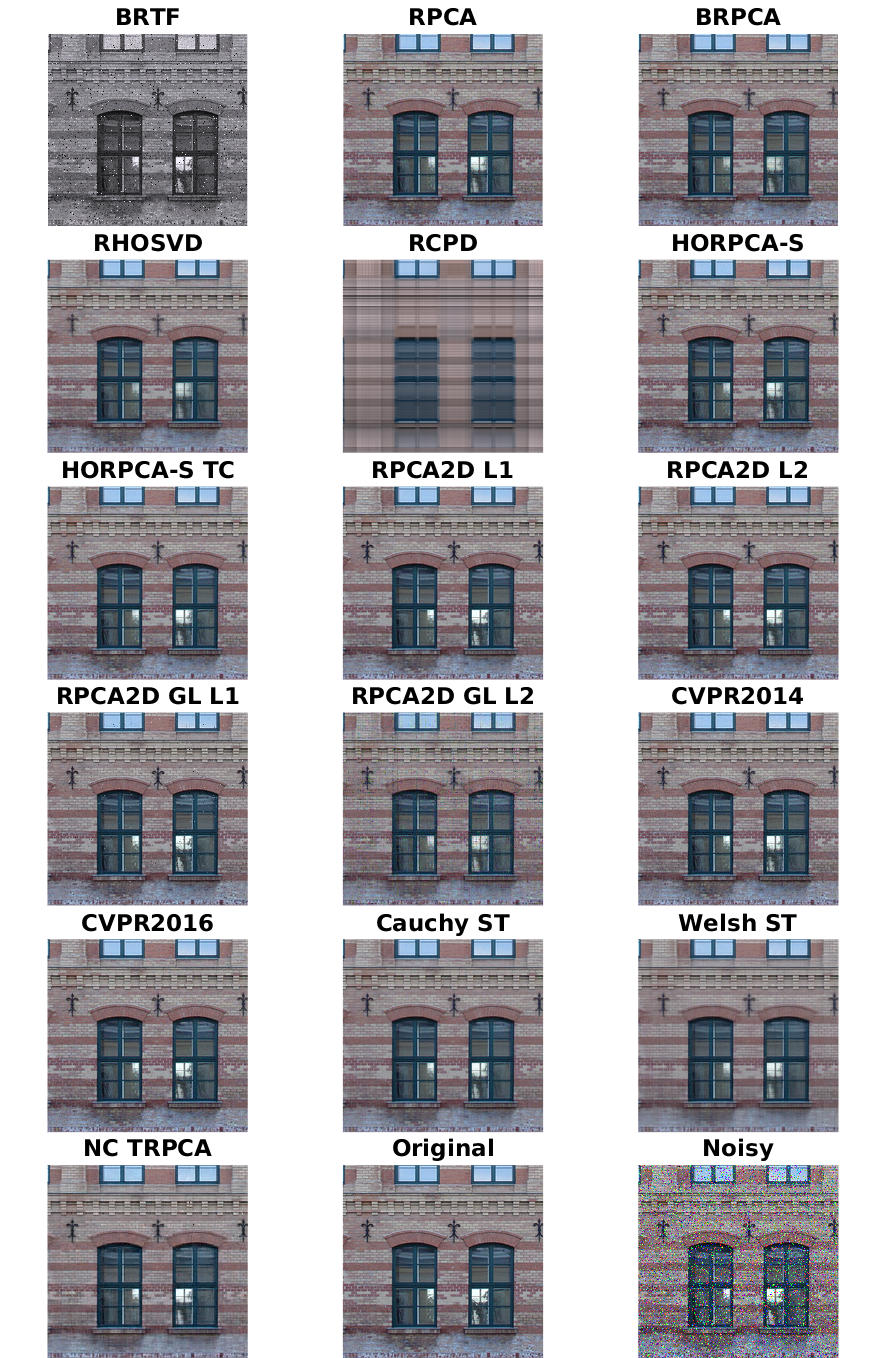 BRTF RPCA BRPCA
RHOSVD RCPD HORPCA-S
HORPCA-S TC RPCA2D L1 RPCA2D L2
RPCA2D GL L1 RPCA2D GL L2 CVPR2014
CVPR2016 Cauchy ST Welsh ST
NC TRPCA Original Noisy